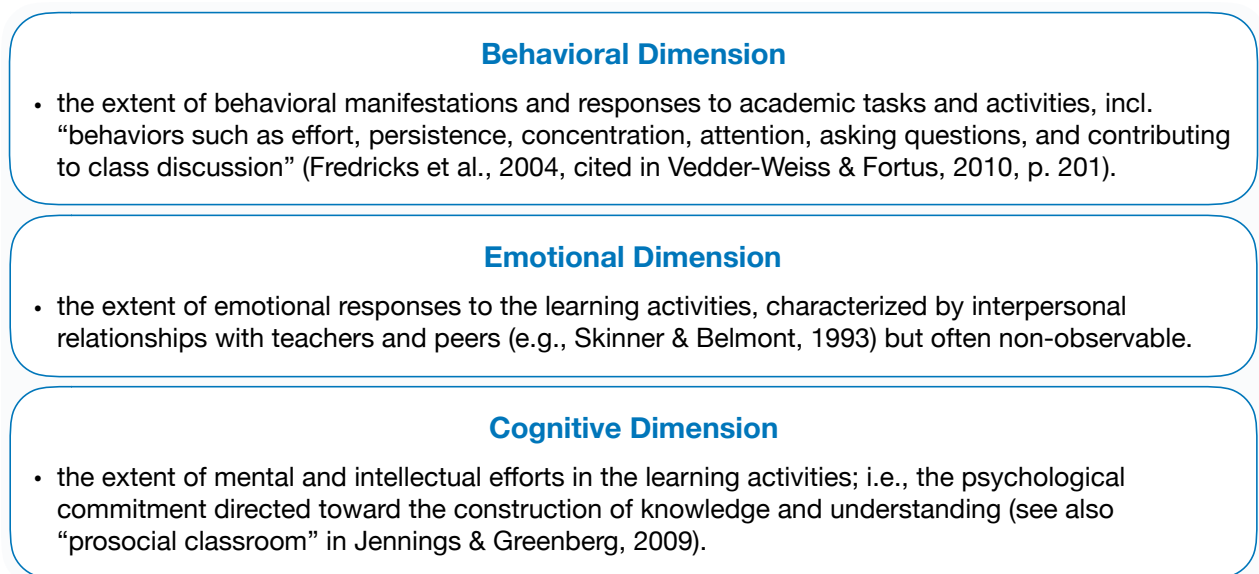 Behavioral Dimension
• the extent of behavioral manifestations and responses to academic tasks and activities, incl.
“behaviors such as effort, persistence, concentration, attention, asking questions, and contributing
to class discussion” (Fredricks et al., 2004, cited in Vedder-Weiss & Fortus, 2010, p. 201).
Emotional Dimension
• the extent of emotional responses to the learning activities, characterized by interpersonal
relationships with teachers and peers (e.g., Skinner & Belmont, 1993) but often non-observable.
Cognitive Dimension
• the extent of mental and intellectual efforts in the learning activities; i.e., the psychological
commitment directed toward the construction of knowledge and understanding (see also
“prosocial classroom” in Jennings & Greenberg, 2009).